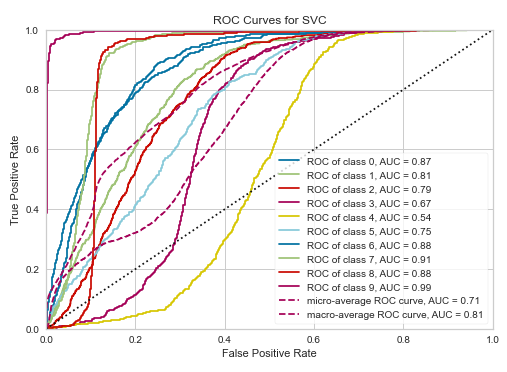 ROC Curves for SVC
1.0
0.8
0.6
0.4
0.2
0.0
True Positive Rate
ROC of class 0, AUC = 0.87
ROC of class 1, AUC = 0.81
ROC of class 2, AUC = 0.79
ROC of class 3, AUC = 0.67
ROC of class 4, AUC = 0.54
ROC of class 5, AUC = 0.75
ROC of class 6, AUC = 0.88
ROC of class 7, AUC = 0.91
ROC of class 8, AUC = 0.88
ROC of class 9, AUC = 0.99
micro-average ROC curve, AUC = 0.71
macro-average ROC curve, AUC = 0.81
0.0 0.2 0.4 0.6 0.8 1.0
False Positive Rate